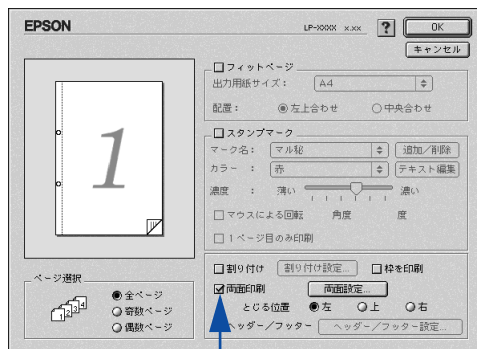 EPSON
LP-XXXX x.xx
?
OK
キャンセル
1
フィットページ
出力用紙サイズ： A4
配置： 左上合わせ 中央合わせ
スタンプマーク
マーク名： マル秘 追加／削除
カラー ： 赤 テキスト編集
濃度 ： 薄い 濃い
マウスによる回転 角度 度
1ページ目のみ印刷
割り付け 割り付け設定... 枠を印刷
両面印刷 両面設定...
とじる位置 左 上 右
ヘッダー／フッター ヘッダー／フッター設定...
ページ選択
1 2 3 4
全ページ
奇数ページ
偶数ページ